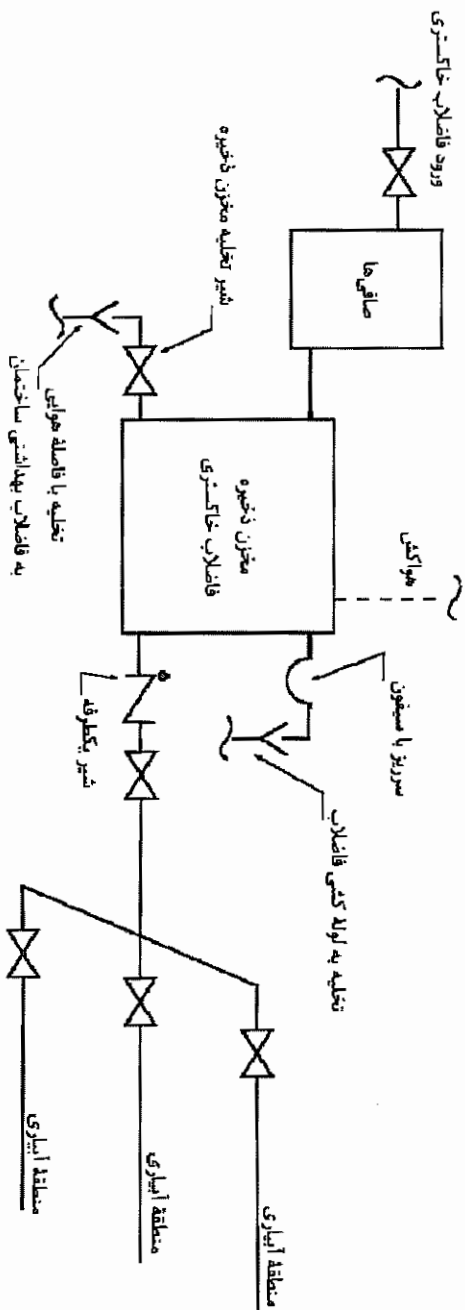 ورود فاضلاب خاکستری
صافی ها
شیر تخلیه مخزن ذخیره
تخلیه با فاصله هوایی
به فاضلاب بهداشتی ساختمان
مخزن ذخیره
فاضلاب خاکستری
هواکش
سرریز با سیفون
تخلیه به لوله کشی فاضلاب
شیر یکطرفه
منطقهٔ آبیاری
منطقهٔ آبیاری
منطقهٔ آبیاری